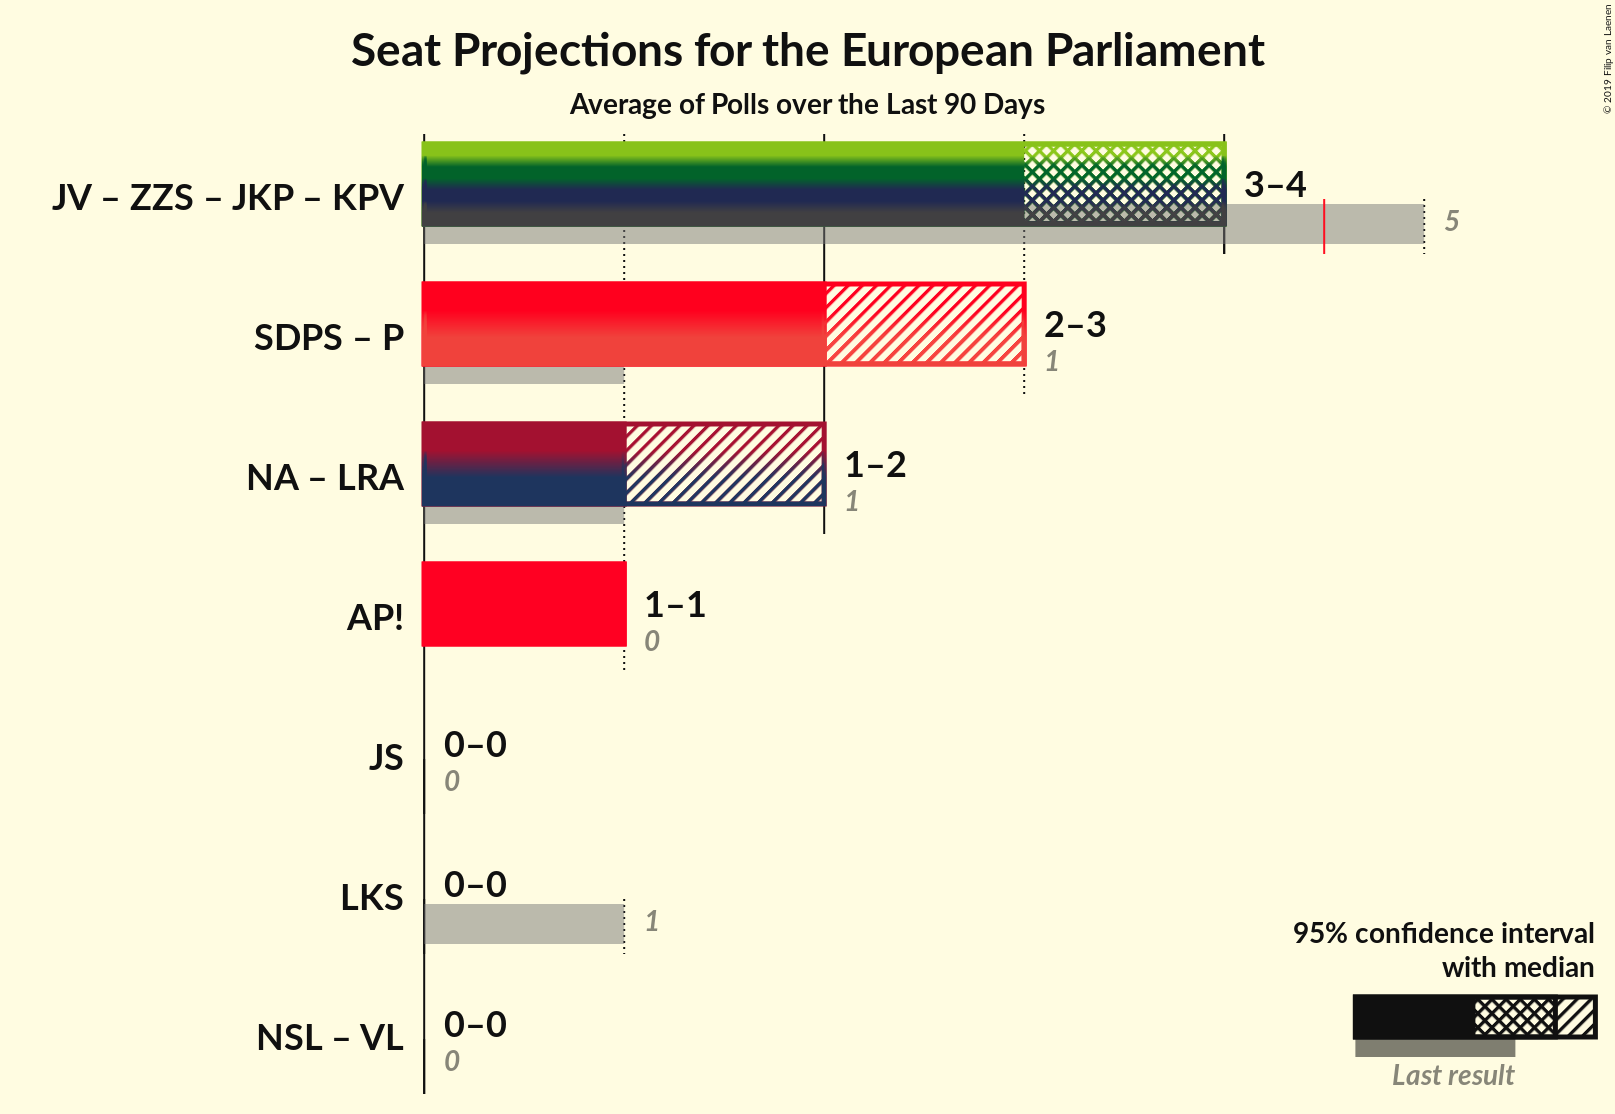 Seat Projections for the European Parliament
Average of Polls over the Last 90 Days
© 2019 Filip van Laenen
JV – ZZS – JKP – KPV
3–4
5
SDPS – P
2–3
1
NA – LRA
1–2
1
AP!
1–1
0
JS
0–0
0
LKS
0–0
1
NSL – VL
0–0
0
95% confidence interval
with median
Last result